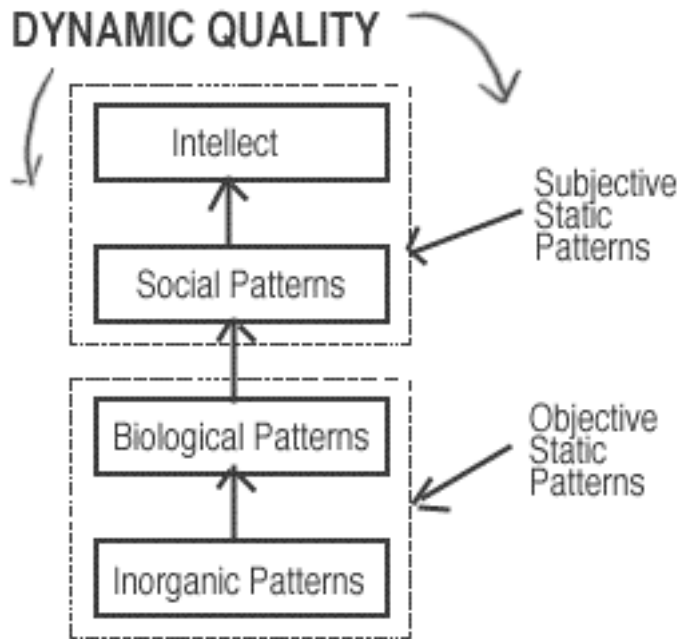 DYNAMIC QUALITY
Intellect
Subjective
Static
Patterns
Social Patterns
Biological Patterns
Objective
Static
Patterns
Inorganic Patterns